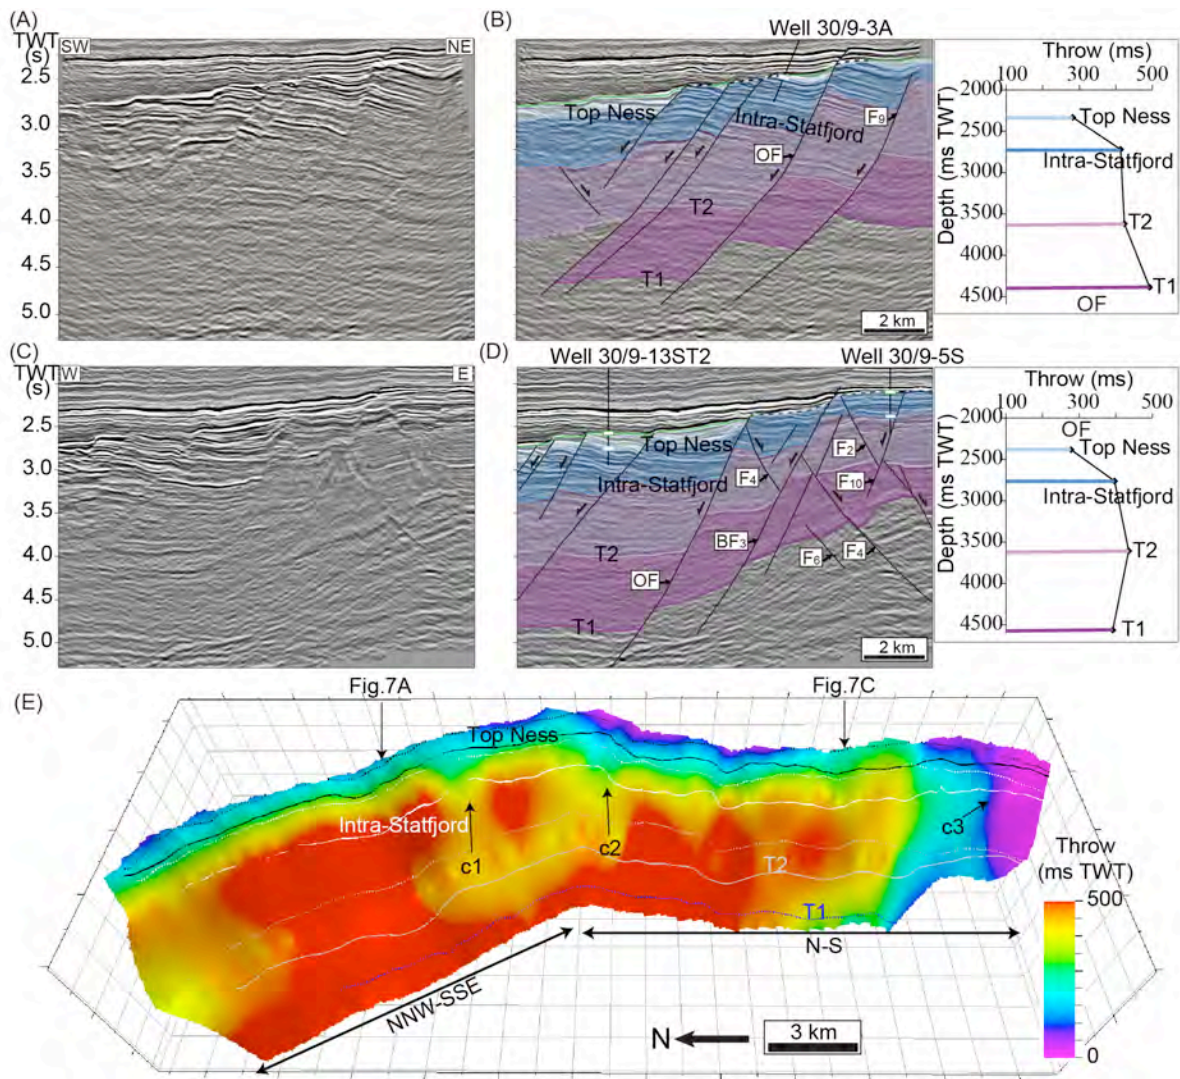 (A)
TWT
(s)
SW
NE
2.5
3.0
3.5
4.0
4.5
5.0
(B)
Well 30/9-3A
Top Ness
Intra-Statfjord
F9
OF
T2
T1
2 km
Throw (ms)
100 300 500
2000
2500
3500
4000
4500
Depth (ms TWT)
Top Ness
Intra-Statfjord
T2
T1
OF
(C)
TWT
(s)
W
E
2.5
3.0
3.5
4.0
4.5
5.0
(D)
Well 30/9-13ST2
Well 30/9-5S
Top Ness
Intra-Statfjord
F2
F4
F10
T2
BF3
F6
F4
OF
T1
2 km
Throw (ms)
100 300 500
2000
2500
3000
3500
4000
4500
Depth (ms TWT)
OF
Top Ness
Intra-Statfjord
T2
T1
(E)
Fig.7A
Fig.7C
Top Ness
Intra-Statfjord
c1
c2
c3
T2
T1
N-S
NNW-SSE
N
3 km
Throw
(ms TWT)
500
0